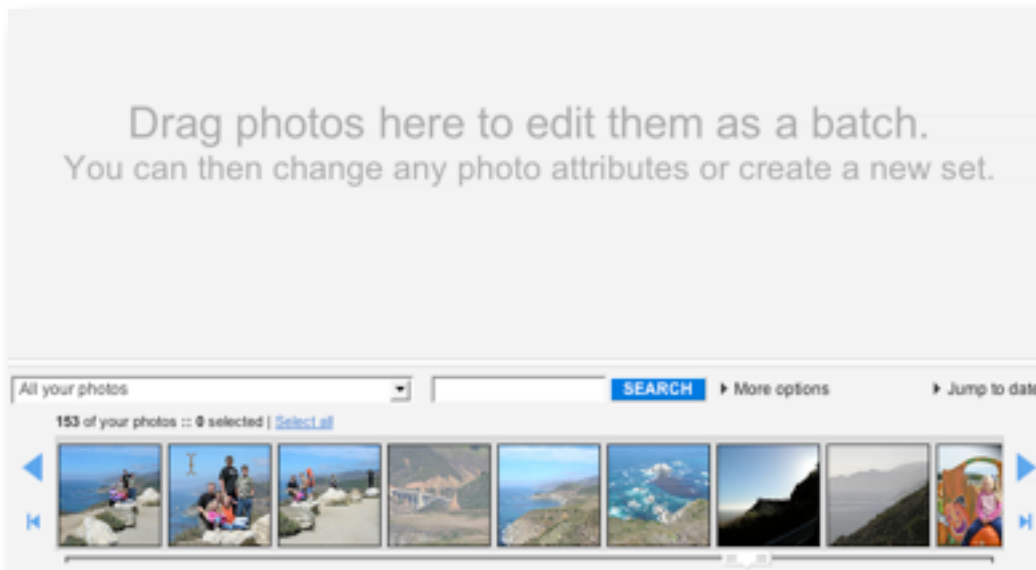 Drag photos here to edit them as a batch.
You can then change any photo attributes or create a new set.
All your photos SEARCH More options Jump to date
153 of your photos :: 0 selected | Select all